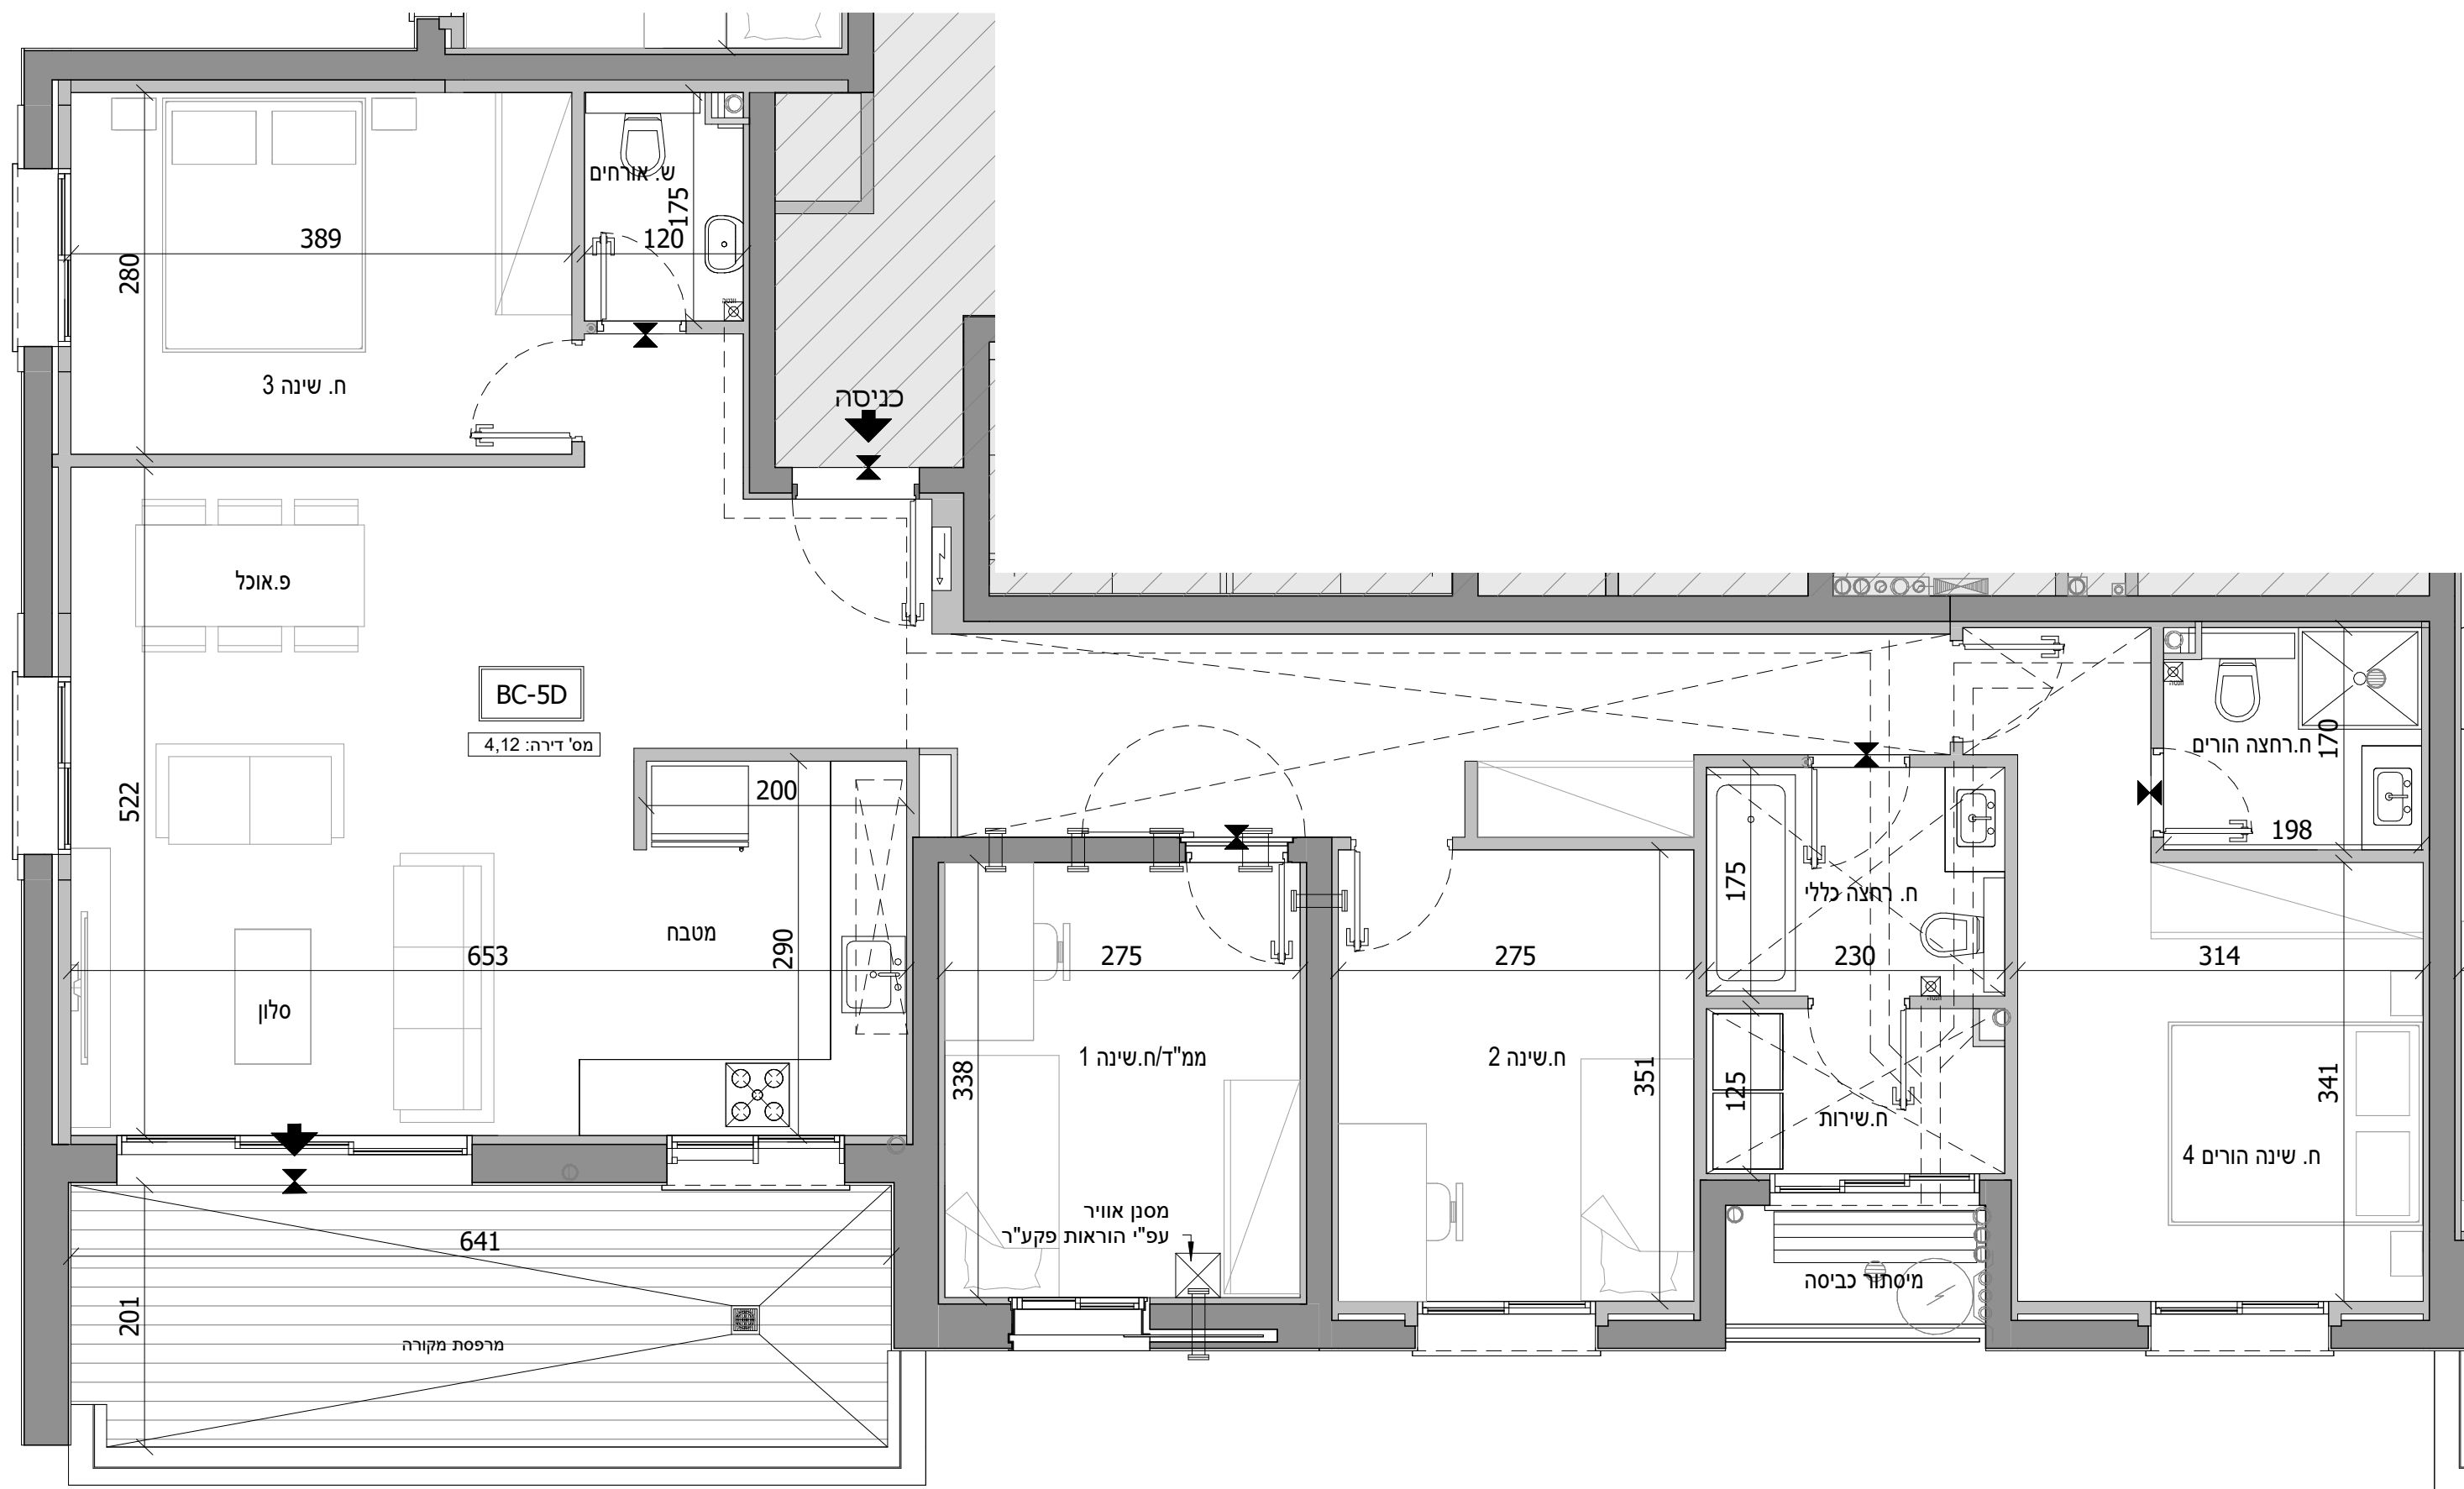 ש. אורחים
175
389
120
280
ח. שינה 3
כניסה
פ.אוכל
BC-5D
מס' דירה: 4,12
522
200
ח.רחצה הורים
170
198
מטבח
290
653
סלון
275
275
175
ח. רחצה כללי
230
314
ממ"ד/ח.שינה 1
338
ח.שינה 2
351
125
ח.שירות
341
ח. שינה הורים 4
מסנן אוויר
עפ"י הוראות פקע"ר
641
201
מרפסת מקורה
מיסתור כביסה